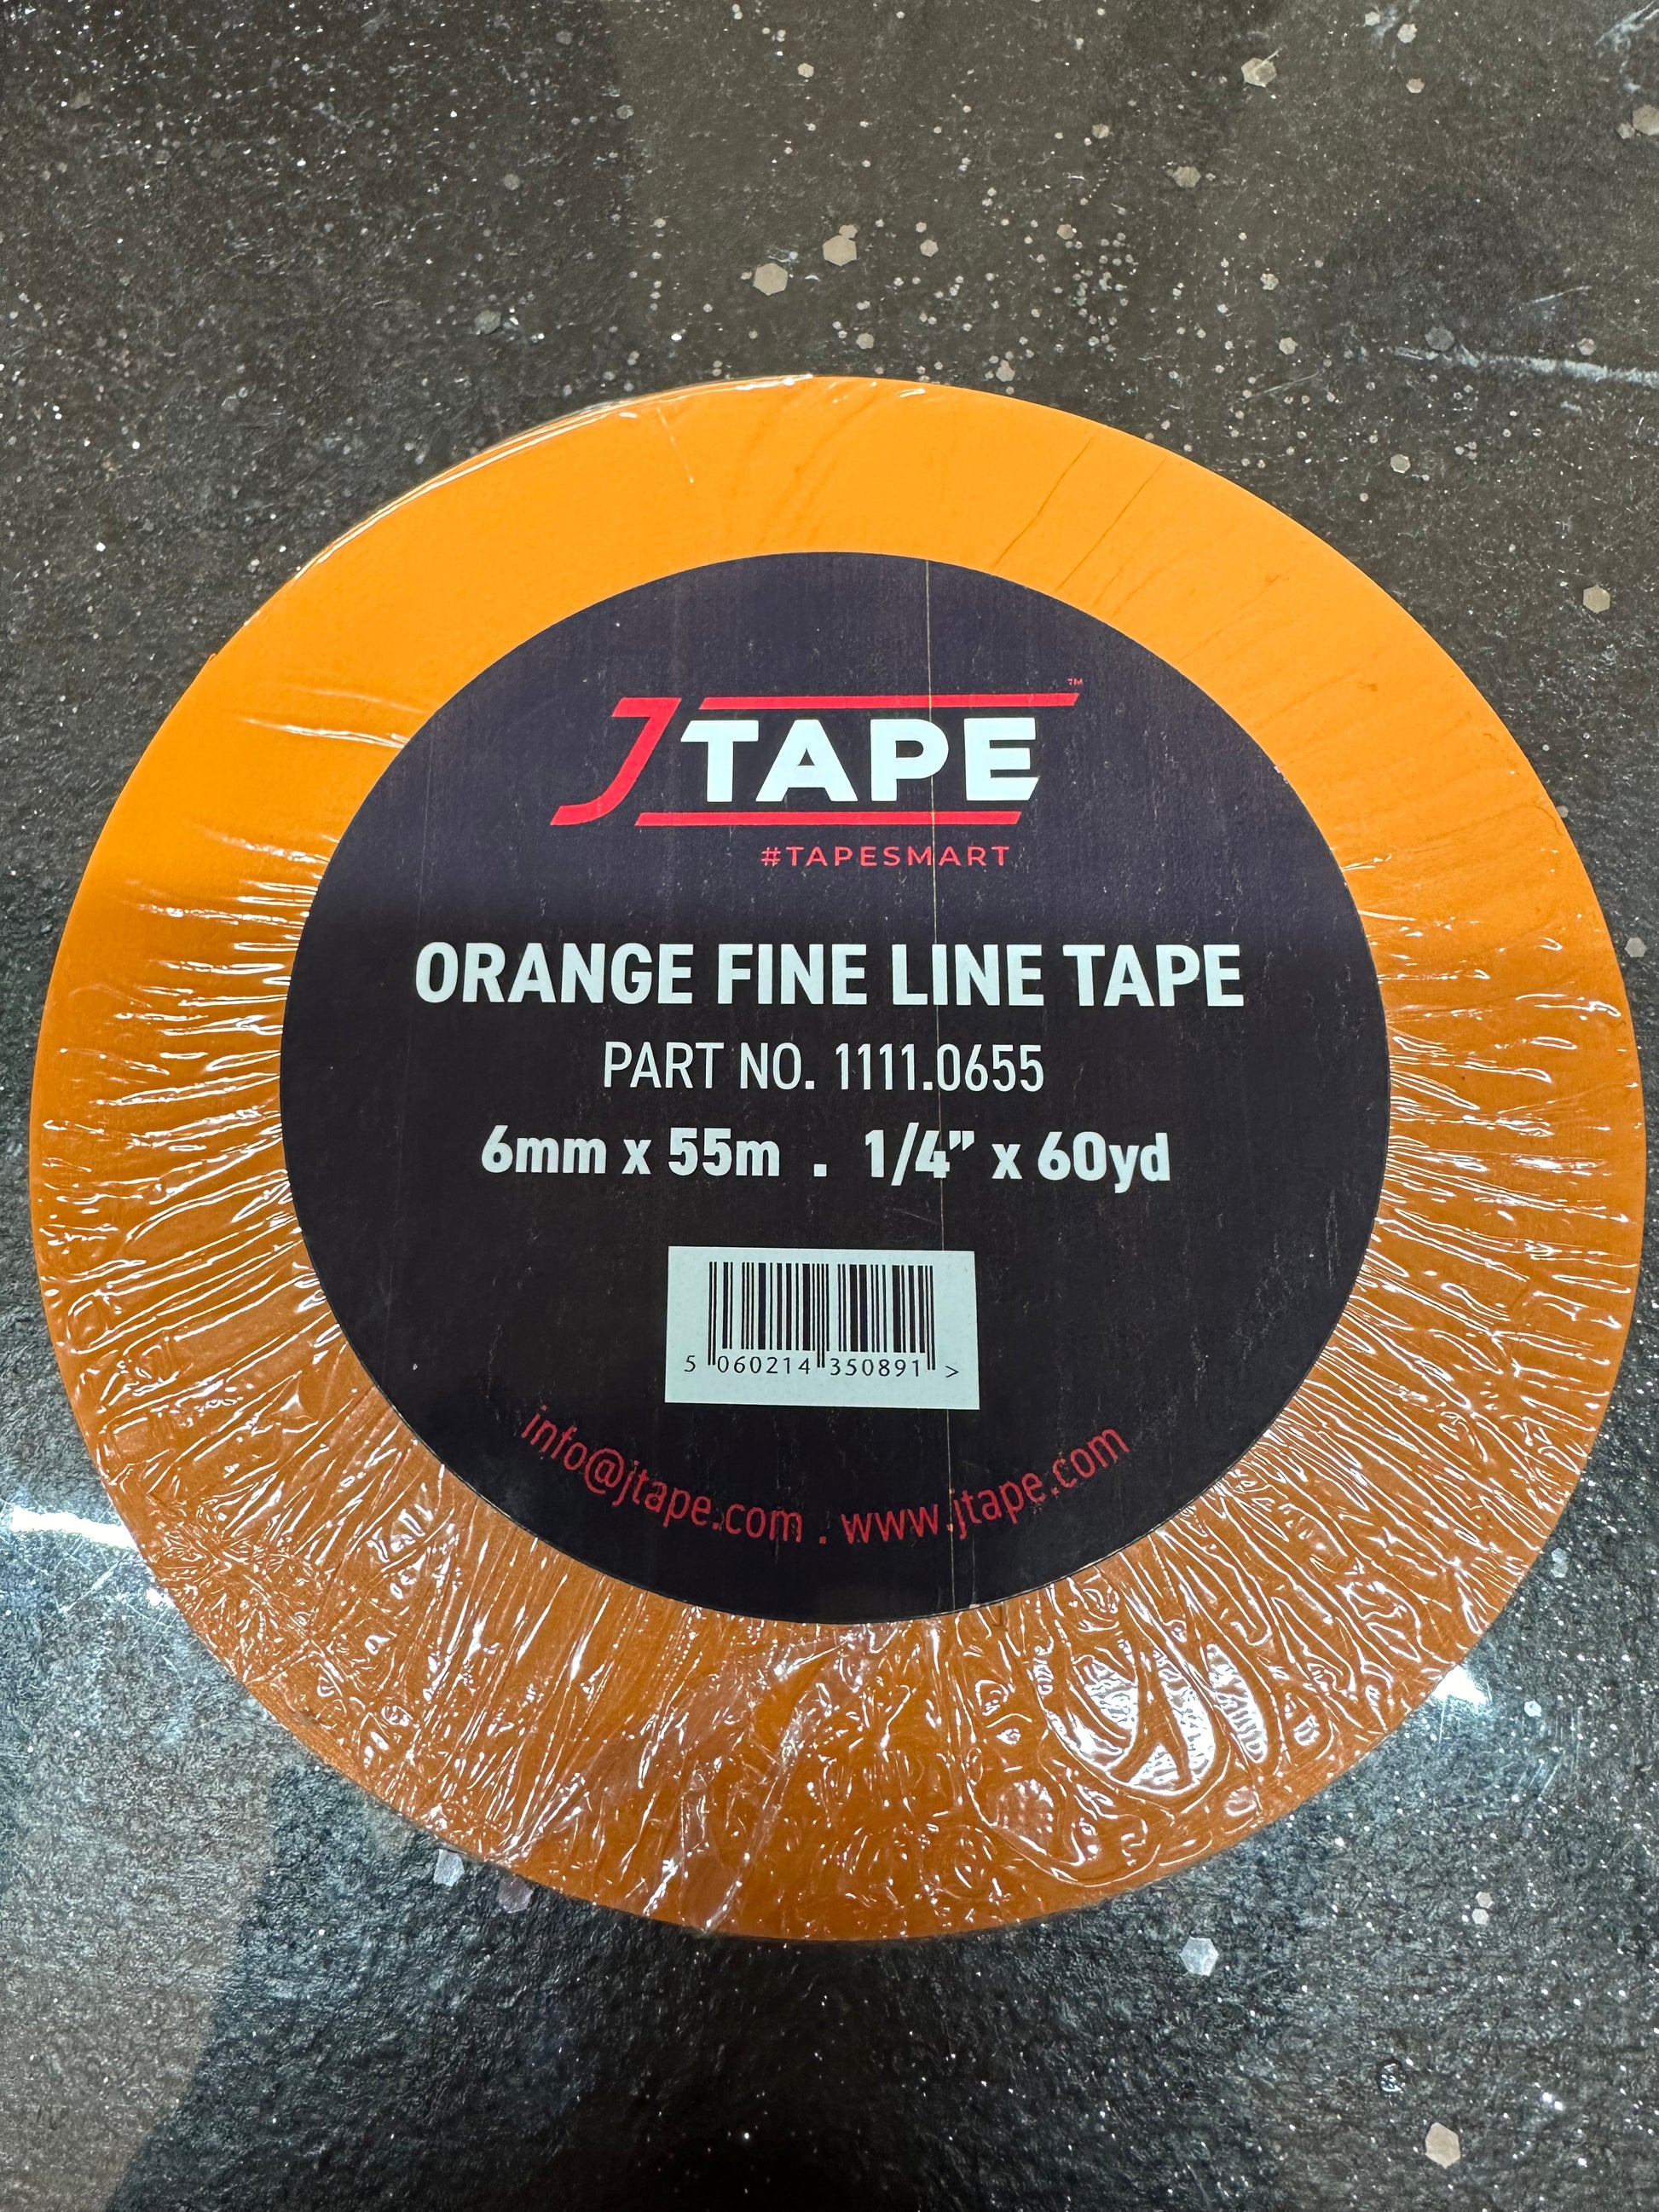 JTAPE™
#TAPESMART
ORANGE FINE LINE TAPE
PART NO. 1111.0655
6mm x 55m . 1/4” x 60yd
5 060214 350891 >
info@jtape.com . www.jtape.com